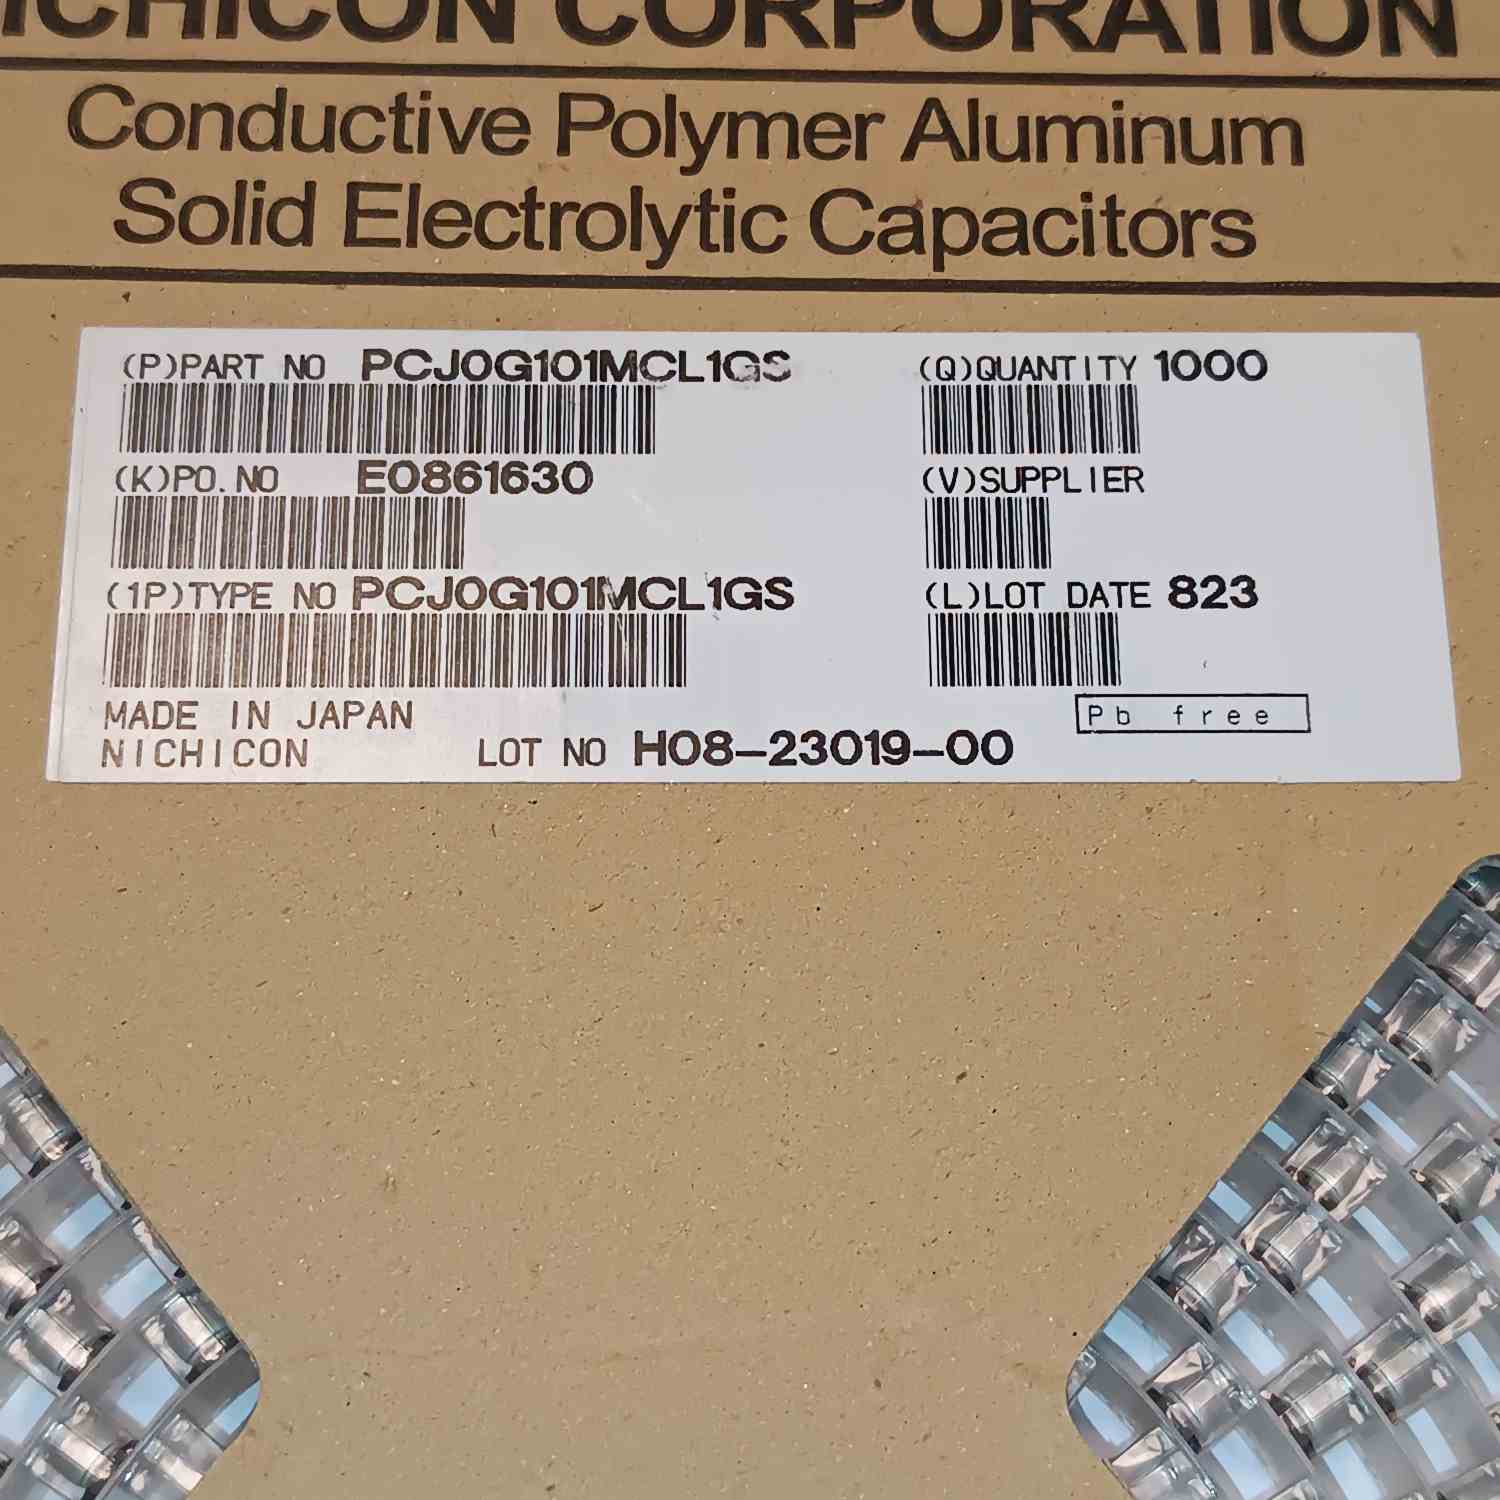 NICHICON CORPORATION
Conductive Polymer Aluminum
Solid Electrolytic Capacitors
(P)PART NO PCJ0G101MCL1GS (Q)QUANTITY 1000
(K)PO.NO E0861630 (V)SUPPLIER
(1P)TYPE NO PCJ0G101MCL1GS (L)LOT DATE 823
MADE IN JAPAN Pb free
NICHICON LOT NO H08-23019-00